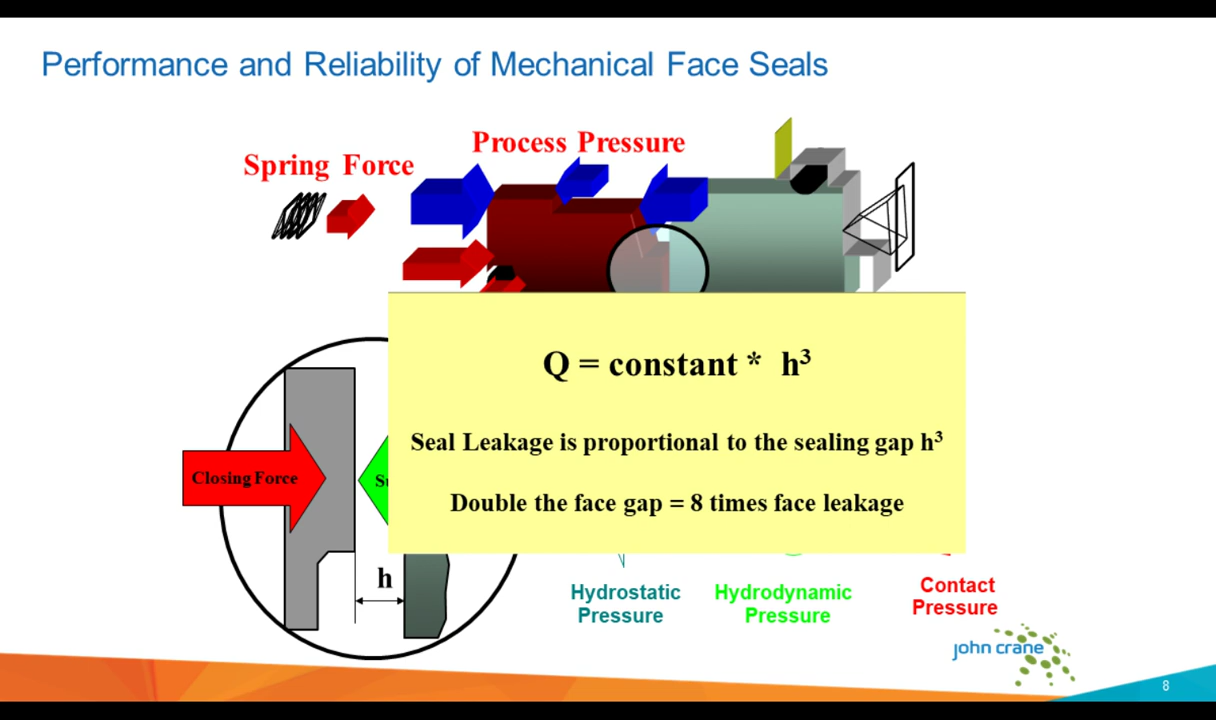 Performance and Reliability of Mechanical Face Seals
Process Pressure
Spring Force
Q = constant * h³
Seal Leakage is proportional to the sealing gap h³
Double the face gap = 8 times face leakage
Closing Force
h
Hydrostatic
Pressure
Hydrodynamic
Pressure
Contact
Pressure
john crane
8